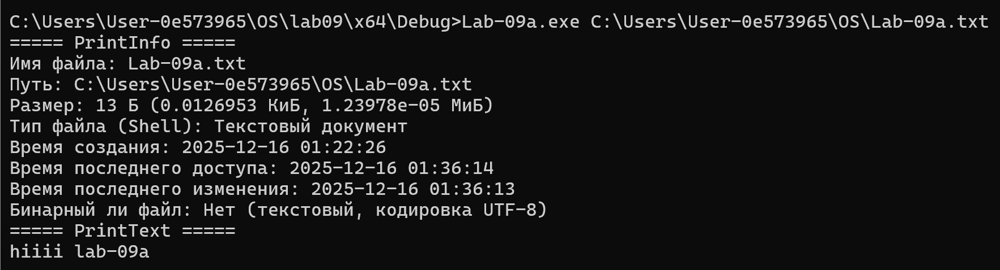 C:\Users\User-0e573965\OS\lab09\x64\Debug>Lab-09a.exe C:\Users\User-0e573965\OS\Lab-09a.txt
===== PrintInfo =====
Имя файла: Lab-09a.txt
Путь: C:\Users\User-0e573965\OS\Lab-09a.txt
Размер: 13 Б (0.0126953 КиБ, 1.23978e-05 МиБ)
Тип файла (Shell): Текстовый документ
Время создания: 2025-12-16 01:22:26
Время последнего доступа: 2025-12-16 01:36:14
Время последнего изменения: 2025-12-16 01:36:13
Бинарный ли файл: Нет (текстовый, кодировка UTF-8)
===== PrintText =====
hiiii lab-09a